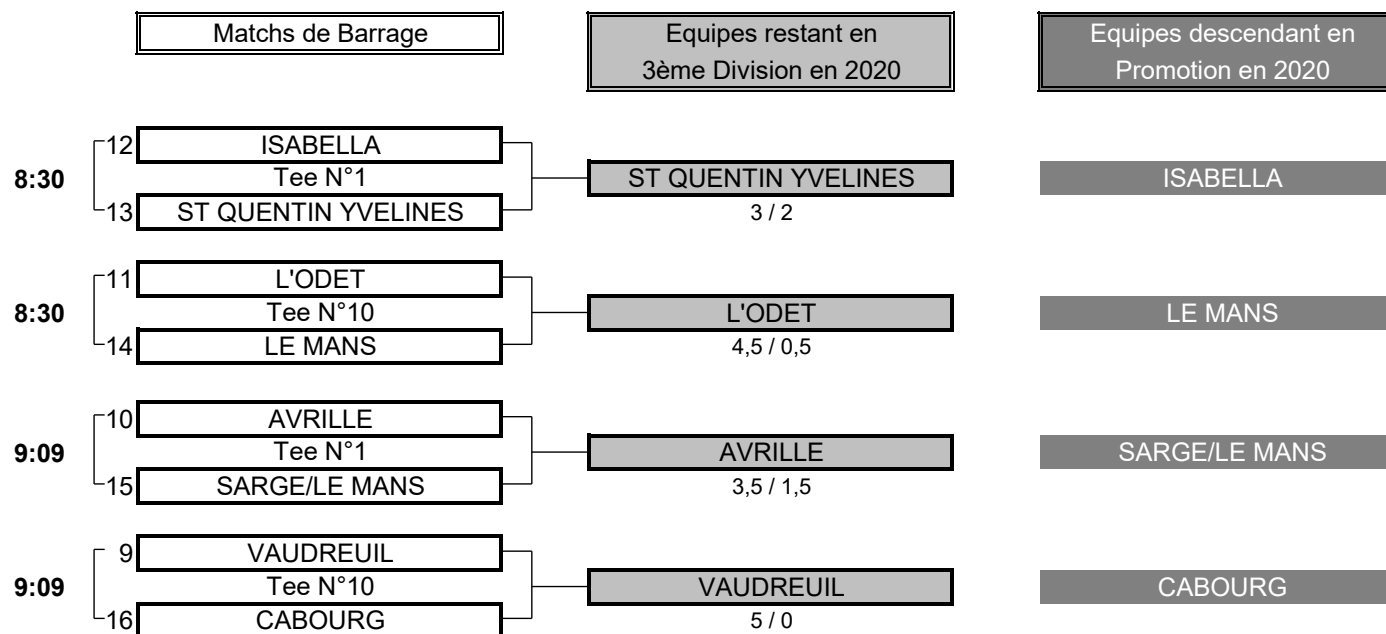 Matchs de Barrage
Equipes restant en
3ème Division en 2020
Equipes descendant en
Promotion en 2020
12 ISABELLA
8:30 Tee N°1 ST QUENTIN YVELINES ISABELLA
13 ST QUENTIN YVELINES 3 / 2
11 L'ODET
8:30 Tee N°10 L'ODET LE MANS
14 LE MANS 4,5 / 0,5
10 AVRILLE
9:09 Tee N°1 AVRILLE SARGE/LE MANS
15 SARGE/LE MANS 3,5 / 1,5
9 VAUDREUIL
9:09 Tee N°10 VAUDREUIL CABOURG
16 CABOURG 5 / 0